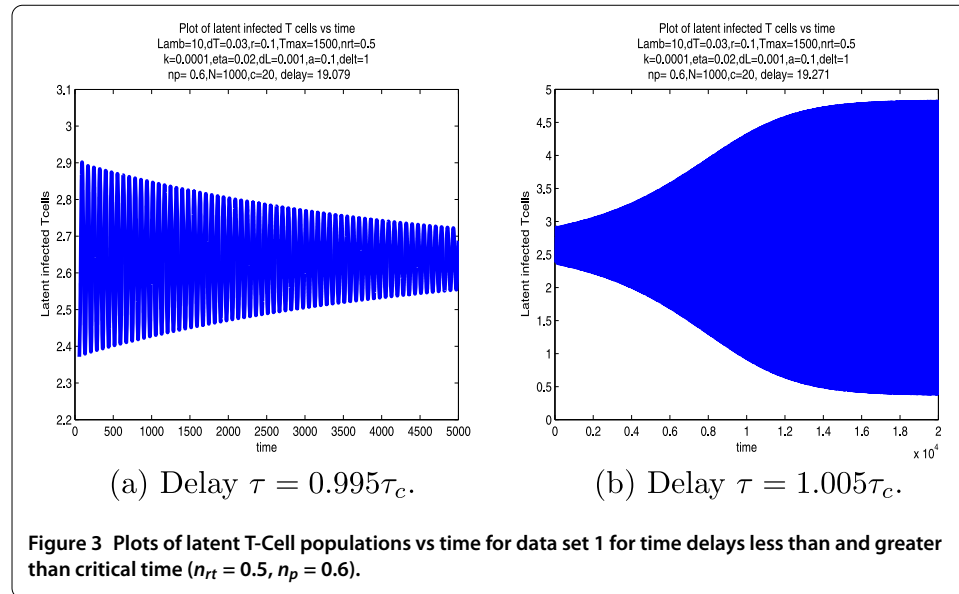 Plot of latent infected T cells vs time
Lamb=10,dT=0.03,r=0.1,Tmax=1500,nrt=0.5
k=0.0001,eta=0.02,dL=0.001,a=0.1,delt=1
np= 0.6,N=1000,c=20, delay= 19.079
3.1
3
2.9
2.8
2.7
2.6
2.5
2.4
2.3
2.2
Latent infected Tcells
0 500 1000 1500 2000 2500 3000 3500 4000 4500 5000
time
(a) Delay τ = 0.995τc.
Plot of latent infected T cells vs time
Lamb=10,dT=0.03,r=0.1,Tmax=1500,nrt=0.5
k=0.0001,eta=0.02,dL=0.001,a=0.1,delt=1
np= 0.6,N=1000,c=20, delay= 19.271
5
4.5
4
3.5
3
2.5
2
1.5
1
0.5
0
Latent infected Tcells
0 0.2 0.4 0.6 0.8 1 1.2 1.4 1.6 1.8 2
time
x 10^4
(b) Delay τ = 1.005τc.
Figure 3 Plots of latent T-Cell populations vs time for data set 1 for time delays less than and greater
than critical time (nrt = 0.5, np = 0.6).